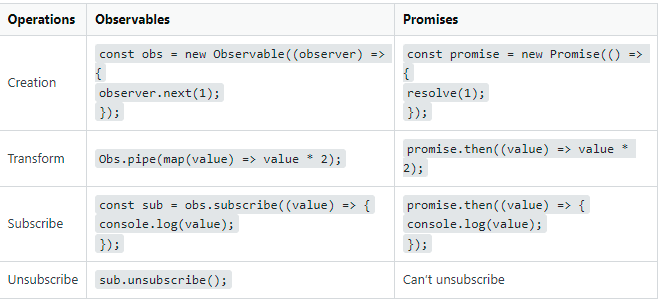 Operations Observables Promises
Creation
const obs = new Observable((observer) =>
{
observer.next(1);
});
const promise = new Promise(() =>
{
resolve(1);
});
Transform
Obs.pipe(map(value) => value * 2);
promise.then((value) => value *
2);
Subscribe
const sub = obs.subscribe((value) => {
console.log(value);
});
promise.then((value) => {
console.log(value);
});
Unsubscribe
sub.unsubscribe();
Can't unsubscribe